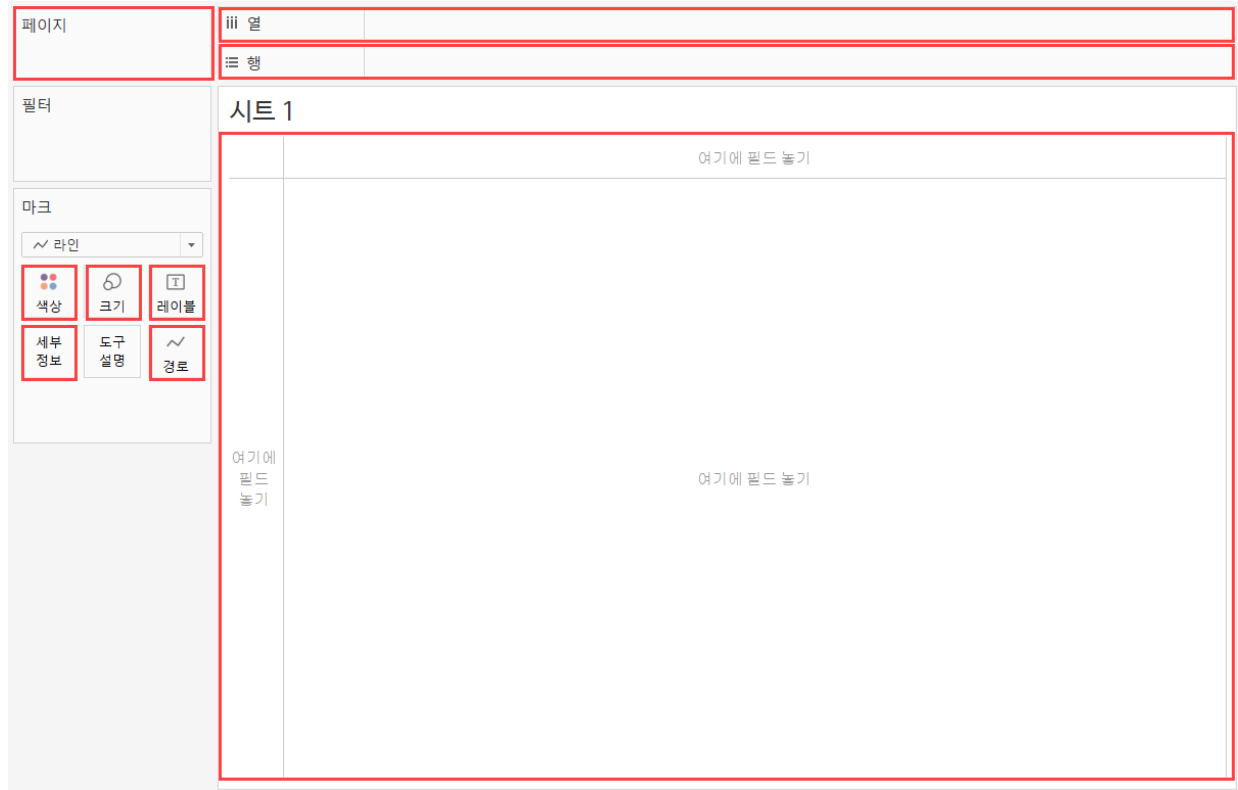 페이지
iii 열
행
필터
시트 1
여기에 필드 놓기
마크
라인
색상
크기
T
레이블
세부
정보
도구
설명
경로
여기에
필드
놓기
여기에 필드 놓기